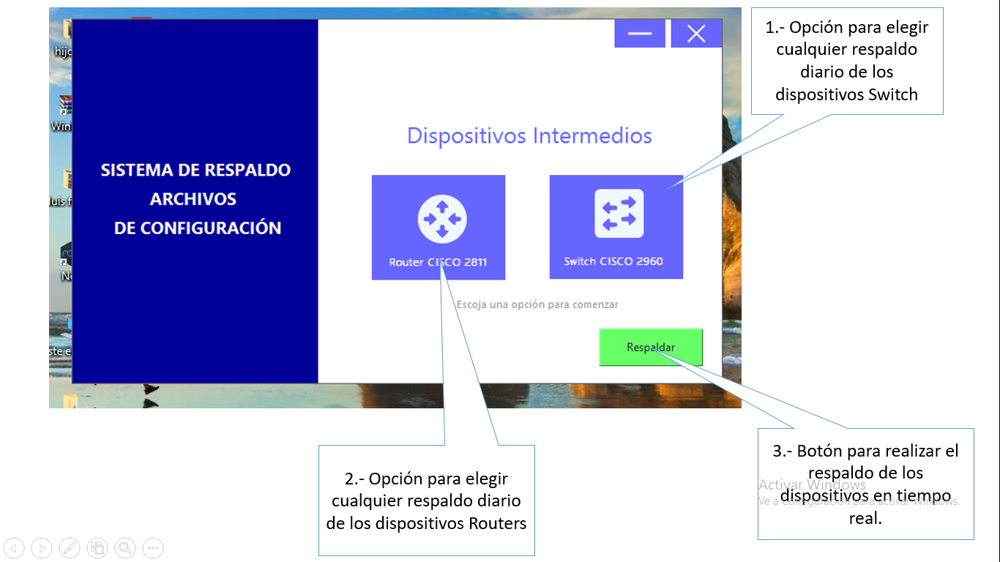 1.- Opción para elegir
cualquier respaldo
diario de los
dispositivos Switch
hijo
Win
luis f
ste e
SISTEMA DE RESPALDO
ARCHIVOS
DE CONFIGURACIÓN
Dispositivos Intermedios
Router CISCO 2811
Switch CISCO 2960
Escoja una opción para comenzar
Respaldar
2.- Opción para elegir
cualquier respaldo diario
de los dispositivos Routers
3.- Botón para realizar el
respaldo de los
dispositivos en tiempo
real.
Activar Windows
Ve a Configuración para activar Windows.